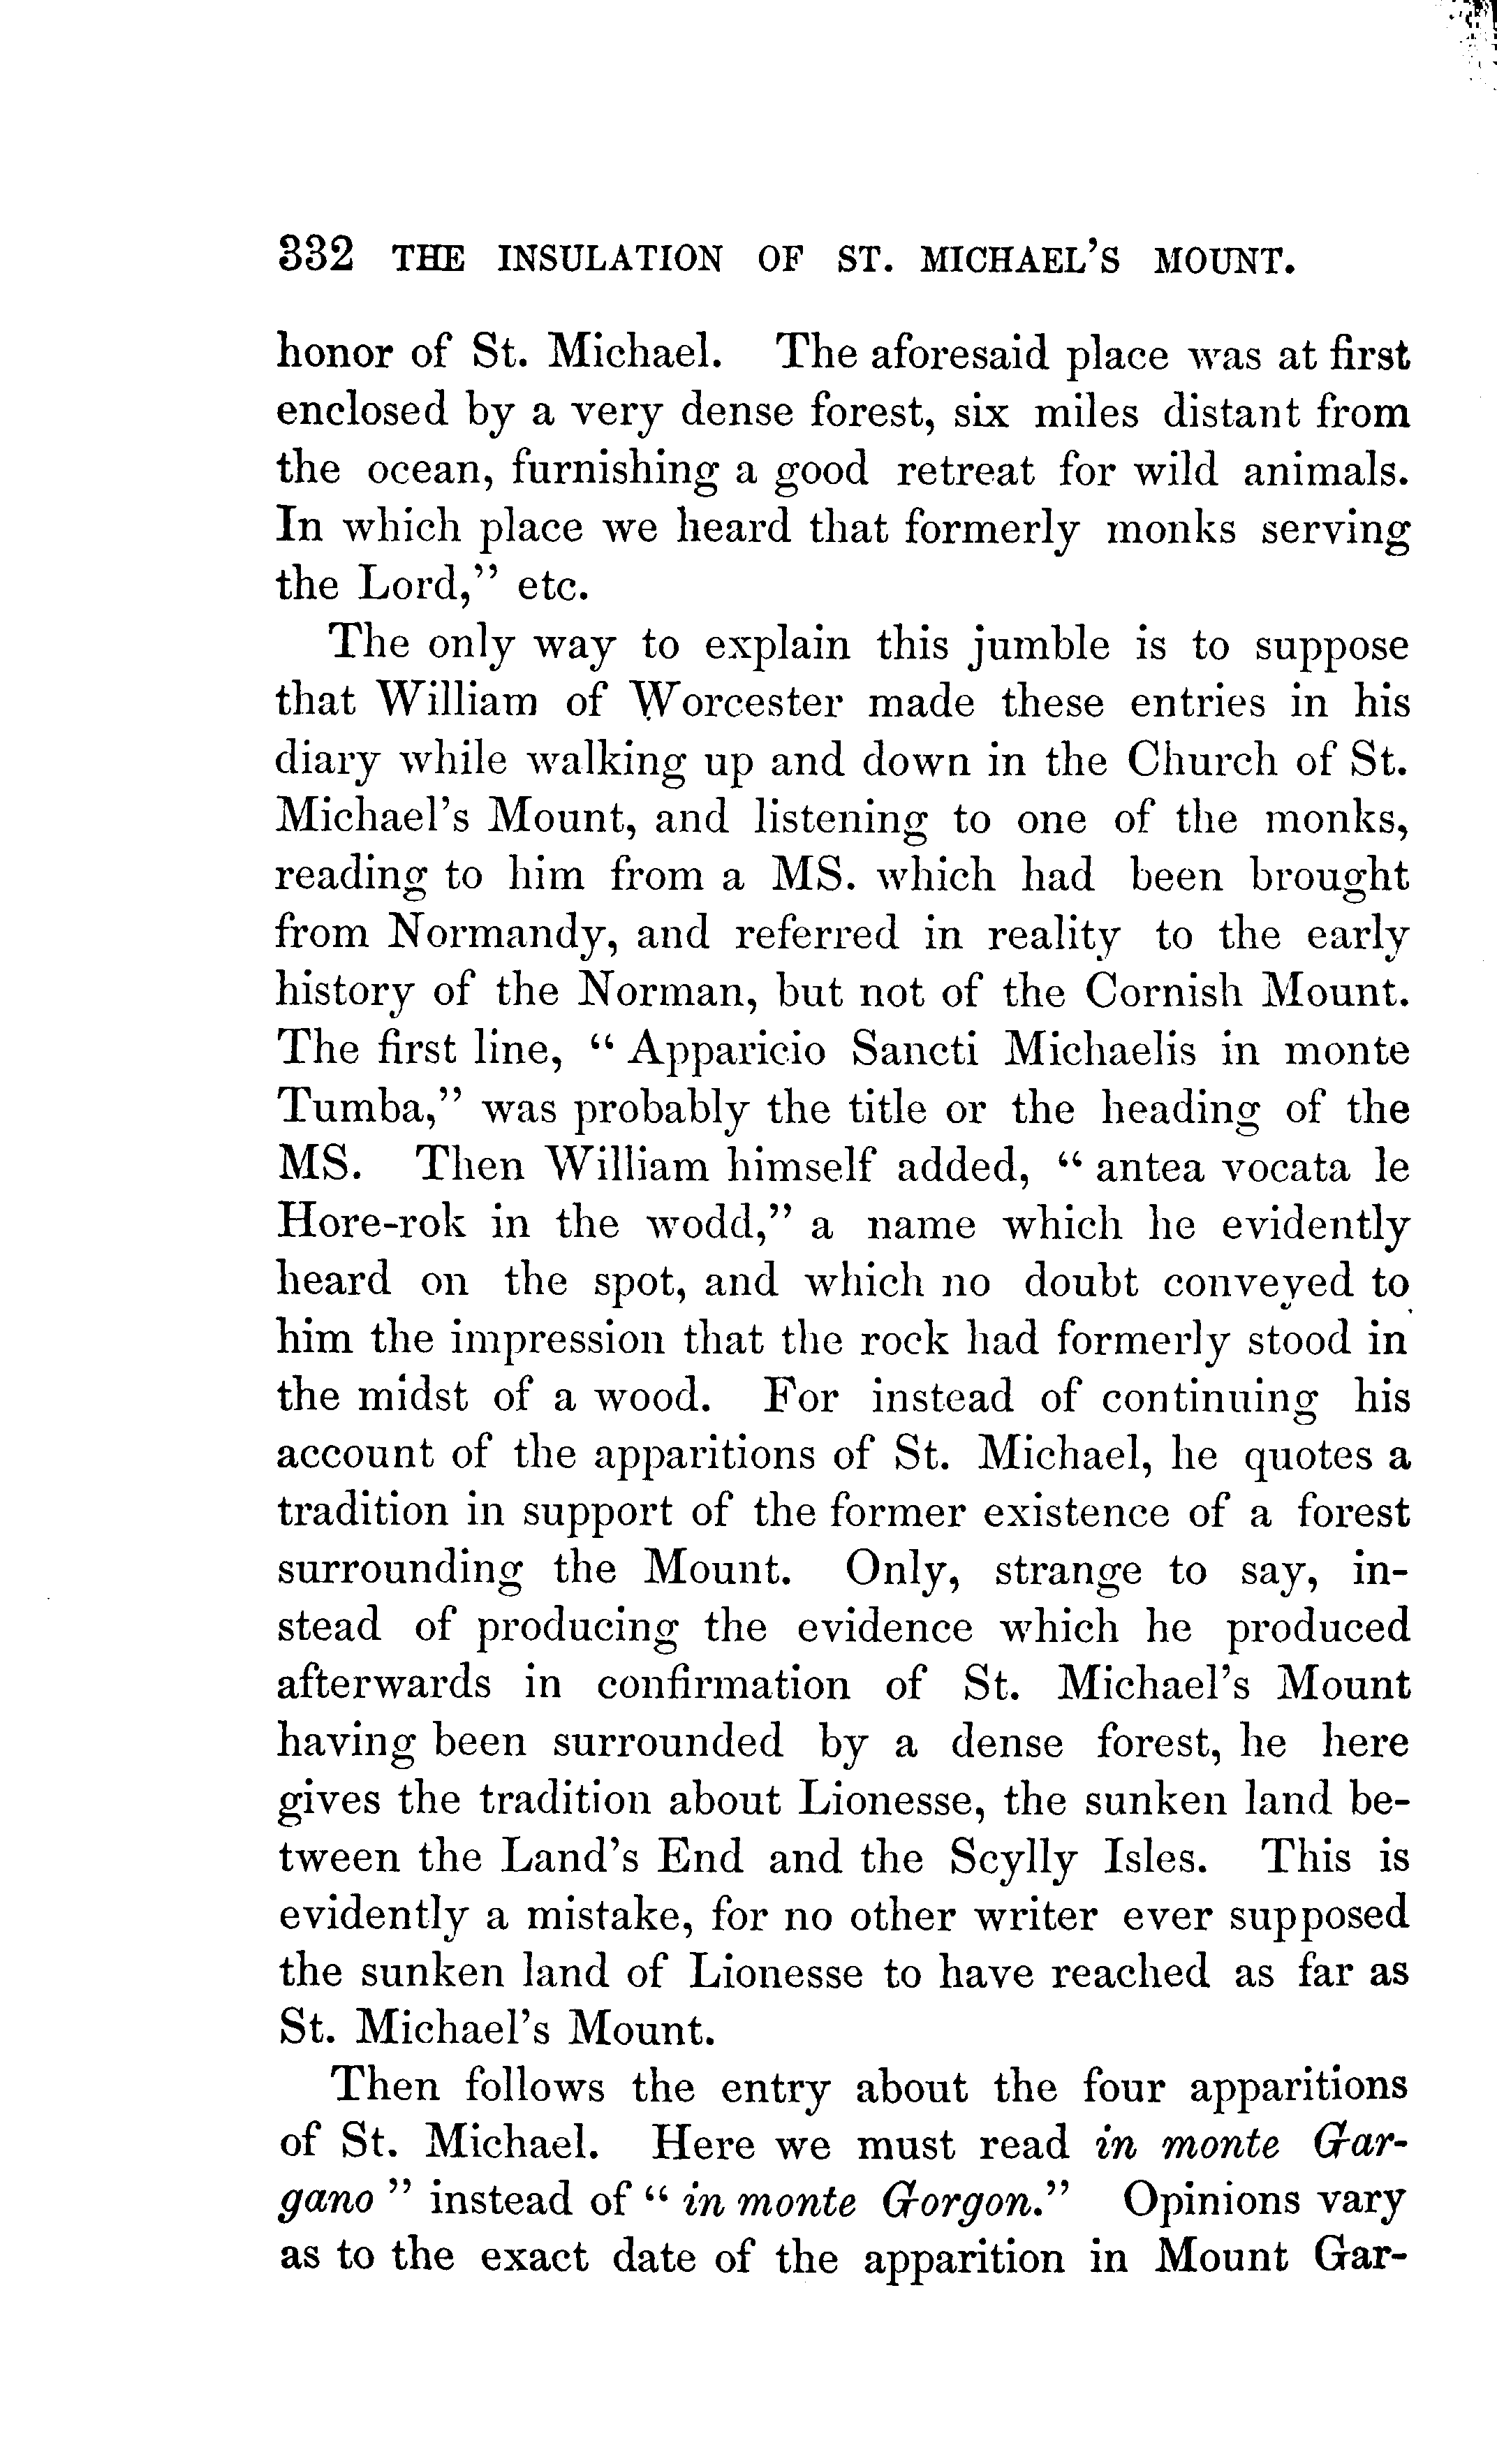 332 THE INSULATION OF ST. MICHAEL'S MOUNT.
honor of St. Michael. The aforesaid place was at first
enclosed by a very dense forest, six miles distant from
the ocean, furnishing a good retreat for wild animals.
In which place we heard that formerly monks serving
the Lord,” etc.
The only way to explain this jumble is to suppose
that William of Worcester made these entries in his
diary while walking up and down in the Church of St.
Michael's Mount, and listening to one of the monks,
reading to him from a MS. which had been brought
from Normandy, and referred in reality to the early
history of the Norman, but not of the Cornish Mount.
The first line, “ Apparicio Sancti Michaelis in monte
Tumba,” was probably the title or the heading of the
MS. Then William himself added, “ antea vocata le
Hore-rok in the wodd,” a name which he evidently
heard on the spot, and which no doubt conveyed to
him the impression that the rock had formerly stood in
the midst of a wood. For instead of continuing his
account of the apparitions of St. Michael, he quotes a
tradition in support of the former existence of a forest
surrounding the Mount. Only, strange to say, in-
stead of producing the evidence which he produced
afterwards in confirmation of St. Michael's Mount
having been surrounded by a dense forest, he here
gives the tradition about Lionesse, the sunken land be-
tween the Land's End and the Scylly Isles. This is
evidently a mistake, for no other writer ever supposed
the sunken land of Lionesse to have reached as far as
St. Michael's Mount.
Then follows the entry about the four apparitions
of St. Michael. Here we must read in monte Gar-
gano ” instead of “ in monte Gorgon.” Opinions vary
as to the exact date of the apparition in Mount Gar-